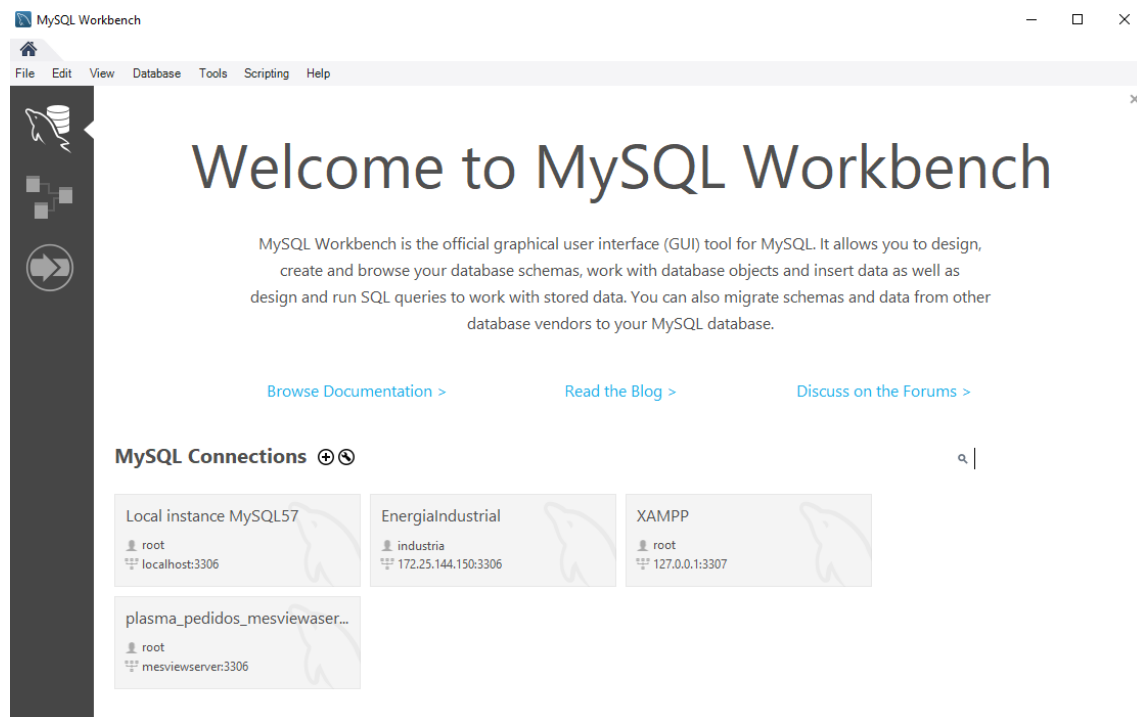 MySQL Workbench
File Edit View Database Tools Scripting Help
Welcome to MySQL Workbench
MySQL Workbench is the official graphical user interface (GUI) tool for MySQL. It allows you to design,
create and browse your database schemas, work with database objects and insert data as well as
design and run SQL queries to work with stored data. You can also migrate schemas and data from other
database vendors to your MySQL database.
Browse Documentation > Read the Blog > Discuss on the Forums >
MySQL Connections
Local instance MySQL57
root
localhost:3306
EnergiaIndustrial
industria
172.25.144.150:3306
XAMPP
root
127.0.0.1:3307
plasma_pedidos_mesviewaser...
root
mesviewserver:3306